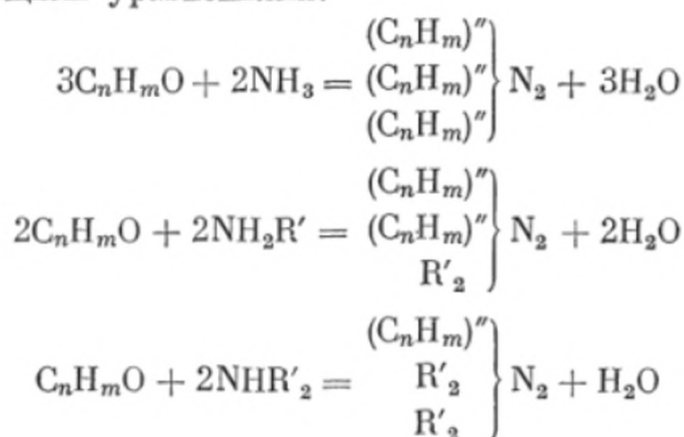 (CₙHₘ)″
3CₙHₘO + 2NH₃ = (CₙHₘ)″} N₂ + 3H₂O
(CₙHₘ)″
(CₙHₘ)″
2CₙHₘO + 2NH₂R′ = (CₙHₘ)″} N₂ + 2H₂O
R′₂
(CₙHₘ)″
CₙHₘO + 2NHR′₂ = R′₂ } N₂ + H₂O
R′₂